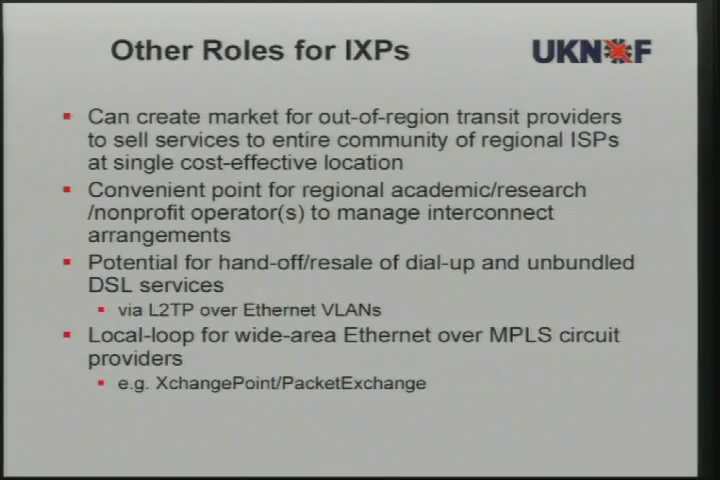 Other Roles for IXPs
UKNOF
Can create market for out-of-region transit providers
to sell services to entire community of regional ISPs
at single cost-effective location
Convenient point for regional academic/research
/nonprofit operator(s) to manage interconnect
arrangements
Potential for hand-off/resale of dial-up and unbundled
DSL services
via L2TP over Ethernet VLANs
Local-loop for wide-area Ethernet over MPLS circuit
providers
e.g. XchangePoint/PacketExchange